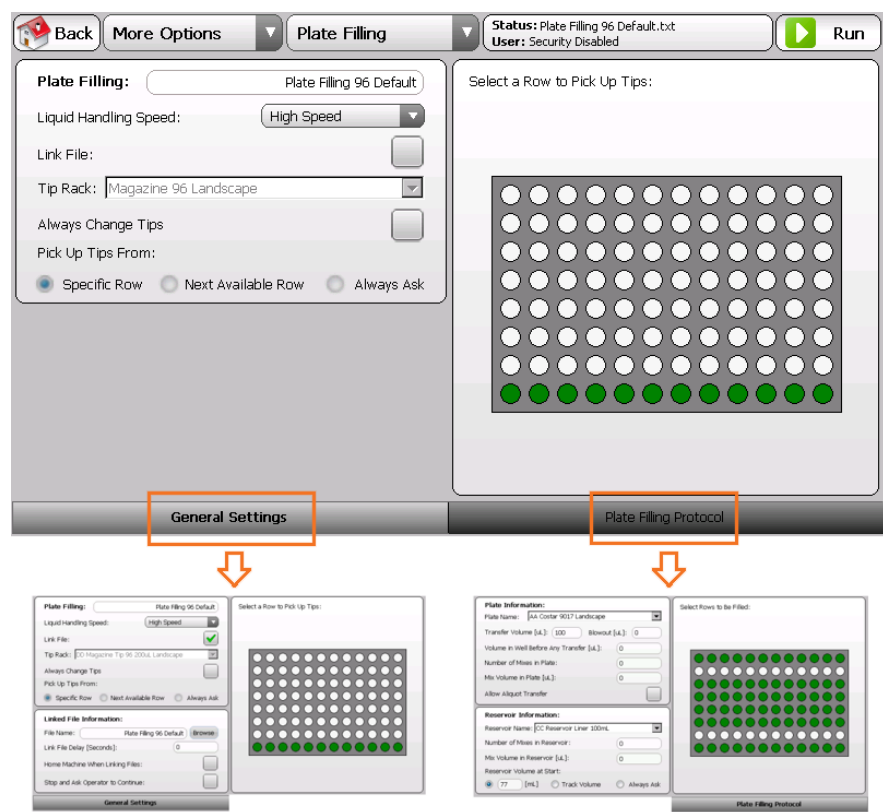 Back
More Options
Plate Filling
Status: Plate Filling 96 Default.txt
User: Security Disabled
Run
Plate Filling: Plate Filling 96 Default
Liquid Handling Speed: High Speed
Link File:
Tip Rack: Magazine 96 Landscape
Always Change Tips
Pick Up Tips From:
Specific Row Next Available Row Always Ask
Select a Row to Pick Up Tips:
General Settings
Plate Filling Protocol
Plate Filling: Plate Filling 96 Default
Liquid Handling Speed: High Speed
Link File:
Tip Rack: DD Magazine Tip 96 200uL Landscape
Always Change Tips
Pick Up Tips From:
Specific Row Next Available Row Always Ask
Linked File Information:
File Name: Plate Filling 96 Default Browse
Link File Delay [Seconds]: 0
Home Machine When Linking Files:
Stop and Ask Operator to Continue:
Select a Row to Pick Up Tips:
General Settings
Plate Information:
Plate Name: AA Costar 9017 Landscape
Transfer Volume [uL]: 100 Blowout [uL]: 0
Volume in Well Before Any Transfer [uL]: 0
Number of Mixes in Plate: 0
Mix Volume in Plate [uL]: 0
Allow Aliquot Transfer
Reservoir Information:
Reservoir Name: CC Reservoir Liner 100mL
Number of Mixes in Reservoir: 0
Mix Volume in Reservoir [uL]: 0
Reservoir Volume at Start:
77 [mL] Track Volume Always Ask
Select Rows to Be Filled:
Plate Filling Protocol